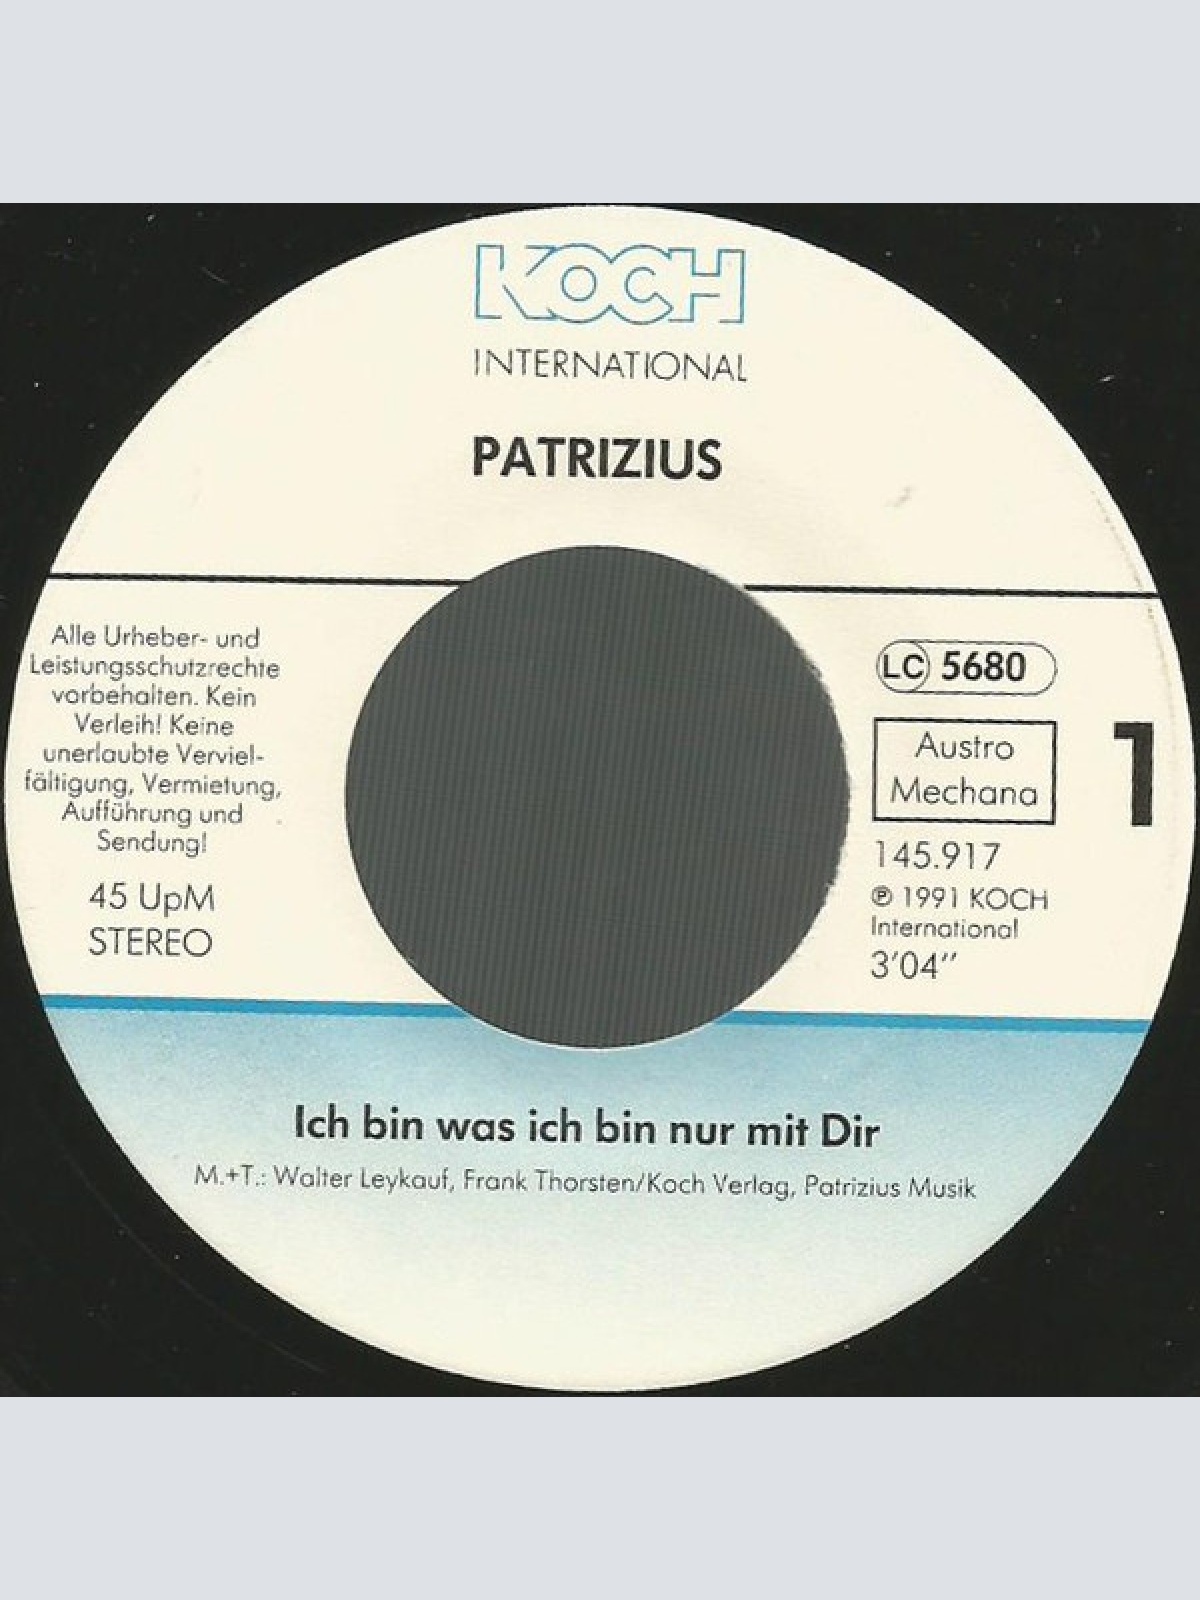 KOCH
INTERNATIONAL
PATRIZIUS
Alle Urheber- und
Leistungsschutzrechte
vorbehalten. Kein
Verleih! Keine
unerlaubteVerviel-
fältigung, Vermietung,
Aufführung und
Sendung!
45 UpM
STEREO
LC 5680
Austro
Mechana
1
145.917
℗ 1991 KOCH
International
3'04''
Ich bin was ich bin nur mit Dir
M.+T.: Walter Leykauf, Frank Thorsten/Koch Verlag, Patrizius Musik